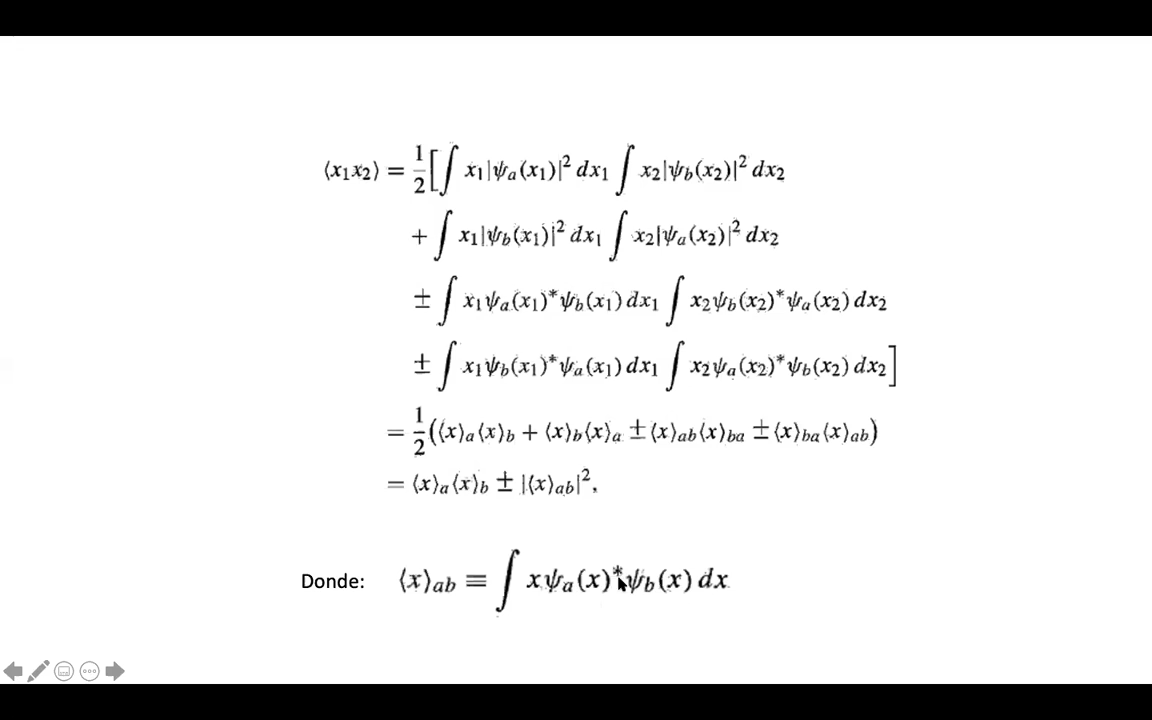 ⟨x₁x₂⟩ = 1/2 [∫ x₁|ψₐ(x₁)|² dx₁ ∫ x₂|ψ_b(x₂)|² dx₂
+ ∫ x₁|ψ_b(x₁)|² dx₁ ∫ x₂|ψₐ(x₂)|² dx₂
± ∫ x₁ψₐ(x₁)*ψ_b(x₁) dx₁ ∫ x₂ψ_b(x₂)*ψₐ(x₂) dx₂
± ∫ x₁ψ_b(x₁)*ψₐ(x₁) dx₁ ∫ x₂ψₐ(x₂)*ψ_b(x₂) dx₂]
= 1/2 (⟨x⟩ₐ⟨x⟩_b + ⟨x⟩_b⟨x⟩ₐ ± ⟨x⟩_ab⟨x⟩_ba ± ⟨x⟩_ba⟨x⟩_ab)
= ⟨x⟩ₐ⟨x⟩_b ± |⟨x⟩_ab|²,
Donde: ⟨x⟩_ab ≡ ∫ xψₐ(x)*ψ_b(x) dx